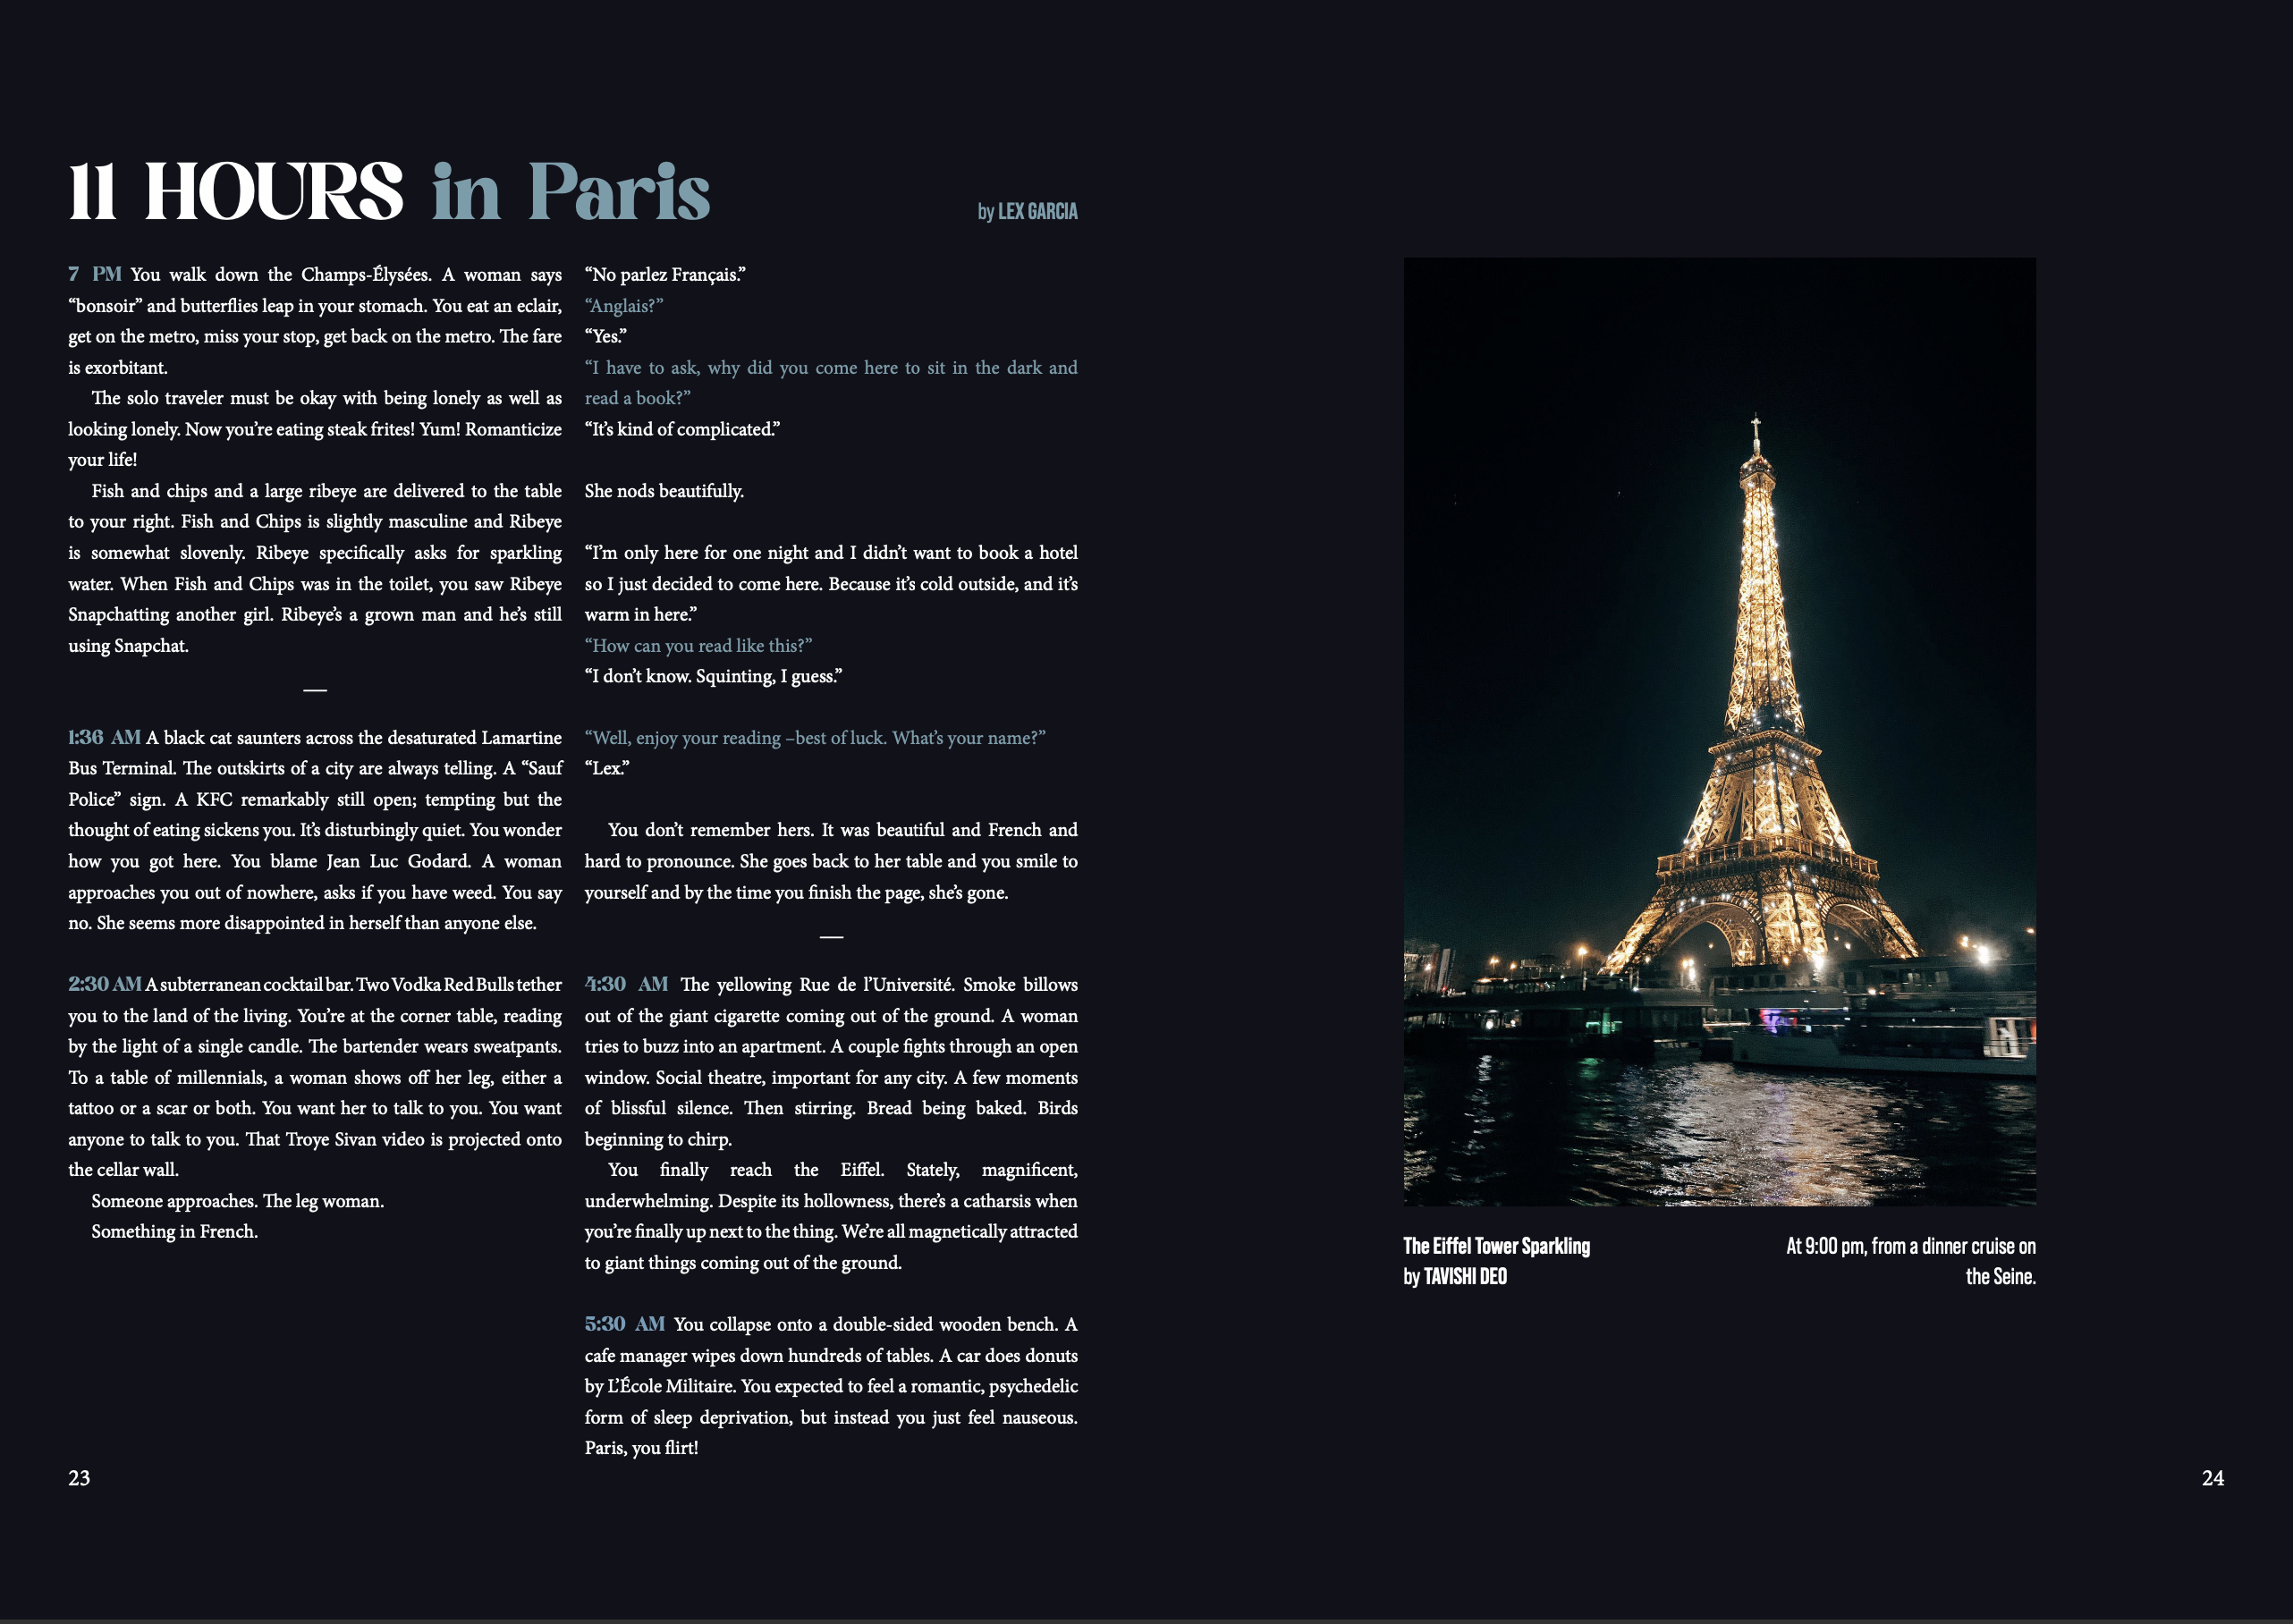 11 HOURS in Paris
by LEX GARCIA
7 PM You walk down the Champs-Élysées. A woman says
“bonsoir” and butterflies leap in your stomach. You eat an eclair,
get on the metro, miss your stop, get back on the metro. The fare
is exorbitant.
The solo traveler must be okay with being lonely as well as
looking lonely. Now you’re eating steak frites! Yum! Romanticize
your life!
Fish and chips and a large ribeye are delivered to the table
to your right. Fish and Chips is slightly masculine and Ribeye
is somewhat slovenly. Ribeye specifically asks for sparkling
water. When Fish and Chips was in the toilet, you saw Ribeye
Snapchatting another girl. Ribeye’s a grown man and he’s still
using Snapchat.
—
1:36 AM A black cat saunters across the desaturated Lamartine
Bus Terminal. The outskirts of a city are always telling. A “Sauf
Police” sign. A KFC remarkably still open; tempting but the
thought of eating sickens you. It’s disturbingly quiet. You wonder
how you got here. You blame Jean Luc Godard. A woman
approaches you out of nowhere, asks if you have weed. You say
no. She seems more disappointed in herself than anyone else.
2:30 AM A subterranean cocktail bar. Two Vodka Red Bulls tether
you to the land of the living. You’re at the corner table, reading
by the light of a single candle. The bartender wears sweatpants.
To a table of millennials, a woman shows off her leg, either a
tattoo or a scar or both. You want her to talk to you. You want
anyone to talk to you. That Troye Sivan video is projected onto
the cellar wall.
Someone approaches. The leg woman.
Something in French.
“No parlez Français.”
“Anglais?”
“Yes.”
“I have to ask, why did you come here to sit in the dark and
read a book?”
“It’s kind of complicated.”
She nods beautifully.
“I’m only here for one night and I didn’t want to book a hotel
so I just decided to come here. Because it’s cold outside, and it’s
warm in here.”
“How can you read like this?”
“I don’t know. Squinting, I guess.”
“Well, enjoy your reading –best of luck. What’s your name?”
“Lex.”
You don’t remember hers. It was beautiful and French and
hard to pronounce. She goes back to her table and you smile to
yourself and by the time you finish the page, she’s gone.
—
4:30 AM The yellowing Rue de l’Université. Smoke billows
out of the giant cigarette coming out of the ground. A woman
tries to buzz into an apartment. A couple fights through an open
window. Social theatre, important for any city. A few moments
of blissful silence. Then stirring. Bread being baked. Birds
beginning to chirp.
You finally reach the Eiffel. Stately, magnificent,
underwhelming. Despite its hollowness, there’s a catharsis when
you’re finally up next to the thing. We’re all magnetically attracted
to giant things coming out of the ground.
5:30 AM You collapse onto a double-sided wooden bench. A
cafe manager wipes down hundreds of tables. A car does donuts
by L’École Militaire. You expected to feel a romantic, psychedelic
form of sleep deprivation, but instead you just feel nauseous.
Paris, you flirt!
23
The Eiffel Tower Sparkling
by TAVISHI DEO
At 9:00 pm, from a dinner cruise on
the Seine.
24